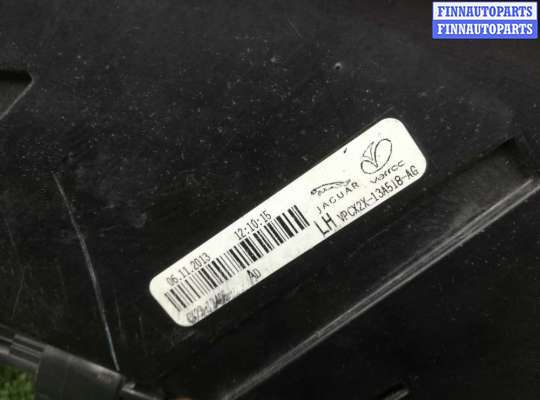 FINNAUTOPARTS
FINNAUTOPARTS
JAGUAR varroc
LH VPCX2X-13A518-AG
06.11.2013 12:10:15
AD